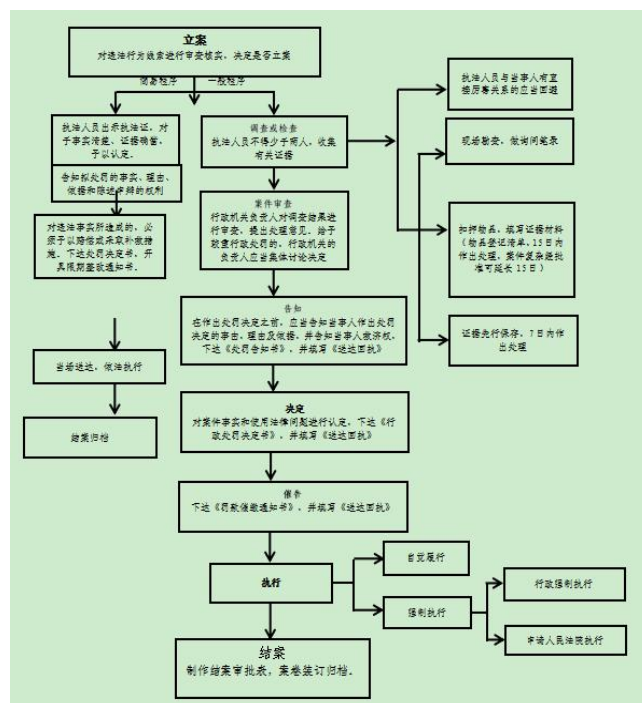 立案
对违法行为线索进行审查核实，决定是否立案
简易程序
一般程序
执法人员出示执法证，对
于事实清楚、证据确凿，
予以认定。
告知拟处罚的事实、理由、
依据和陈述申辩的权利
对违法事实所造成的，必
须予以赔偿或采取补救措
施。下达处罚决定书，开
具限期整改通知书。
当场送达，依法执行
结案归档
调查或检查
执法人员不得少于两人，收集
有关证据
案件审查
行政机关负责人对调查结果进
行审查，提出处理意见。给于
较重行政处罚的，行政机关的
负责人应当集体讨论决定
告知
在作出处罚决定之前，应当告知当事人作出处罚
决定的事由、理由及依据，并告知当事人救济权、
下达《处罚告知书》，并填写《送达回执》
决定
对案件事实和使用法律问题进行认定，下达《行
政处罚决定书》，并填写《送达回执》
催告
下达《罚款催缴通知书》，并填写《送达回执》
执行
结案
制作结案审批表，案卷装订归档。
执法人员与当事人有直
接厉害关系的应当回避
现场勘查，做询问笔录
扣押物品，填写证据材料
（物品登记清单，15日内
作出处理，案件复杂经批
准可延长15日）
证据先行保存，7日内作
出处理
自觉履行
强制执行
行政强制执行
申请人民法院执行